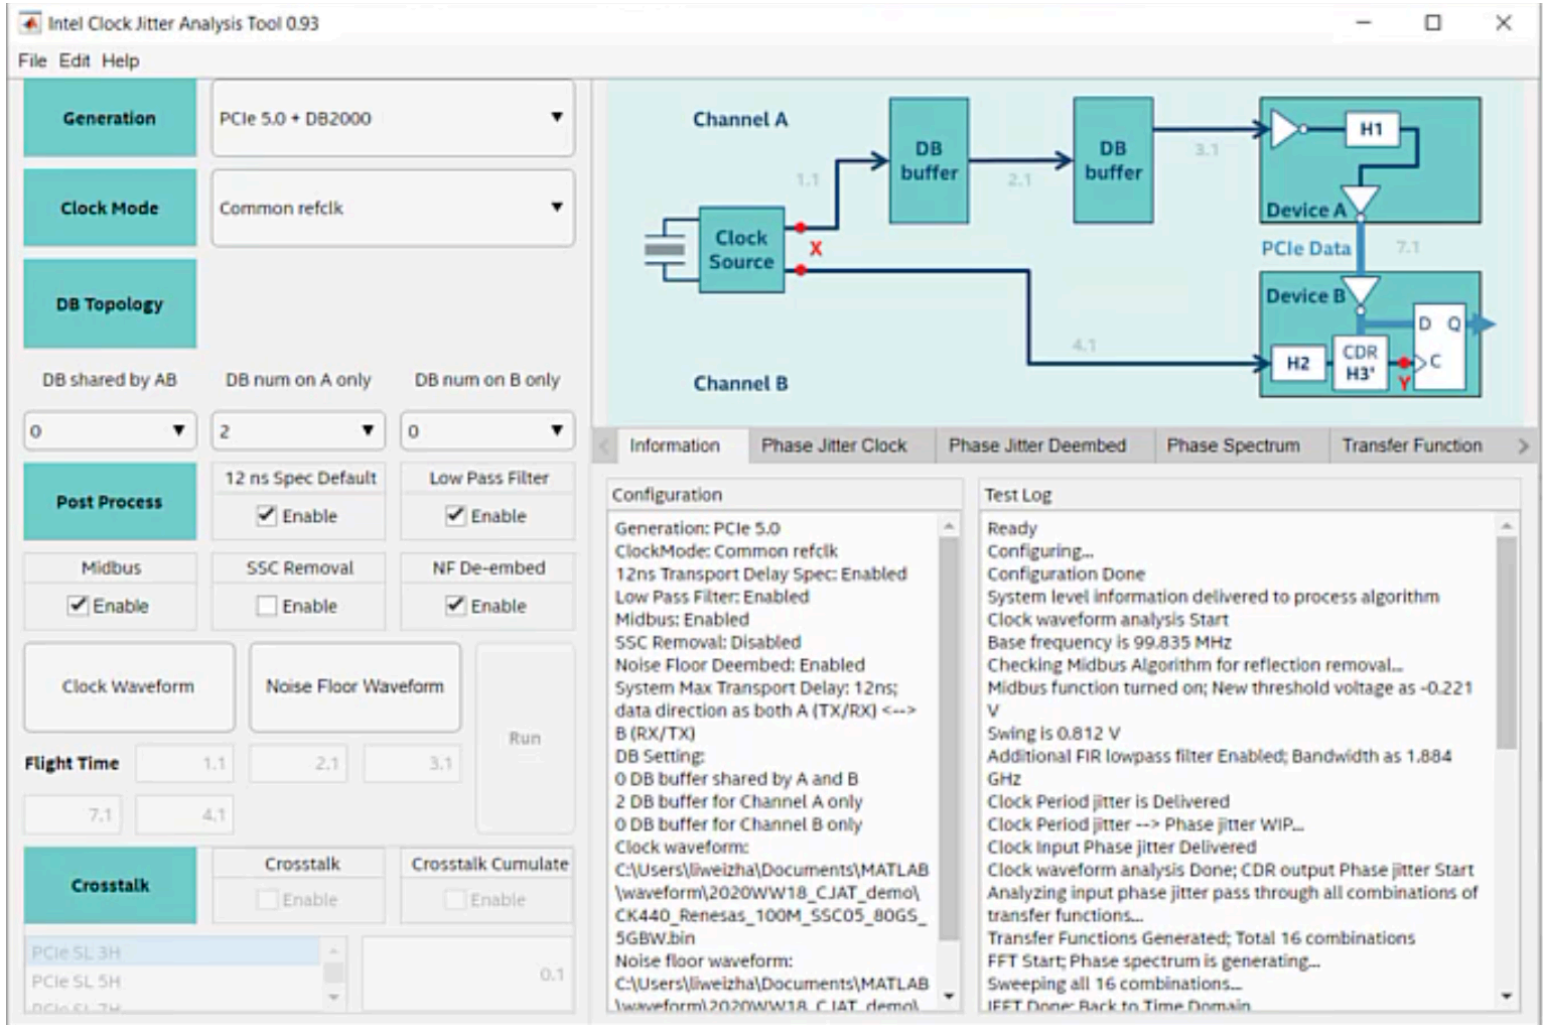 Intel Clock Jitter Analysis Tool 0.93
File Edit Help
Generation
PCIe 5.0 + DB2000
Clock Mode
Common refclk
DB Topology
DB shared by AB
DB num on A only
DB num on B only
0
2
0
Post Process
12 ns Spec Default
Enable
Low Pass Filter
Enable
Midbus
Enable
SSC Removal
Enable
NF De-embed
Enable
Clock Waveform
Noise Floor Waveform
Run
Flight Time
1.1
2.1
3.1
7.1
4.1
Crosstalk
Crosstalk
Enable
Crosstalk Cumulate
Enable
PCIe SL 3H
PCIe SL 5H
PCIe SL 7H
0.1
Channel A
DB
buffer
DB
buffer
1.1
2.1
3.1
H1
Device A
Clock
Source
X
PCIe Data
7.1
Device B
D Q
4.1
H2
CDR
H3'
C
Y
Channel B
Information
Phase Jitter Clock
Phase Jitter Deembed
Phase Spectrum
Transfer Function
Configuration
Generation: PCIe 5.0
ClockMode: Common refclk
12ns Transport Delay Spec: Enabled
Low Pass Filter: Enabled
Midbus: Enabled
SSC Removal: Disabled
Noise Floor Deembed: Enabled
System Max Transport Delay: 12ns;
data direction as both A (TX/RX) <-->
B (RX/TX)
DB Setting:
0 DB buffer shared by A and B
2 DB buffer for Channel A only
0 DB buffer for Channel B only
Clock waveform:
C:\Users\liweizha\Documents\MATLAB
\waveform\2020WW18_CJAT_demo\
CK440_Renesas_100M_SSC05_80GS_
5GBW.bin
Noise floor waveform:
C:\Users\liweizha\Documents\MATLAB
\waveform\2020WW18_CJAT_demo\
Test Log
Ready
Configuring...
Configuration Done
System level information delivered to process algorithm
Clock waveform analysis Start
Base frequency is 99.835 MHz
Checking Midbus Algorithm for reflection removal...
Midbus function turned on; New threshold voltage as -0.221
V
Swing is 0.812 V
Additional FIR lowpass filter Enabled; Bandwidth as 1.884
GHz
Clock Period jitter is Delivered
Clock Period jitter --> Phase jitter WIP...
Clock Input Phase jitter Delivered
Clock waveform analysis Done; CDR output Phase jitter Start
Analyzing input phase jitter pass through all combinations of
transfer functions...
Transfer Functions Generated; Total 16 combinations
FFT Start; Phase spectrum is generating...
Sweeping all 16 combinations...
IFFT Done; Back to Time Domain